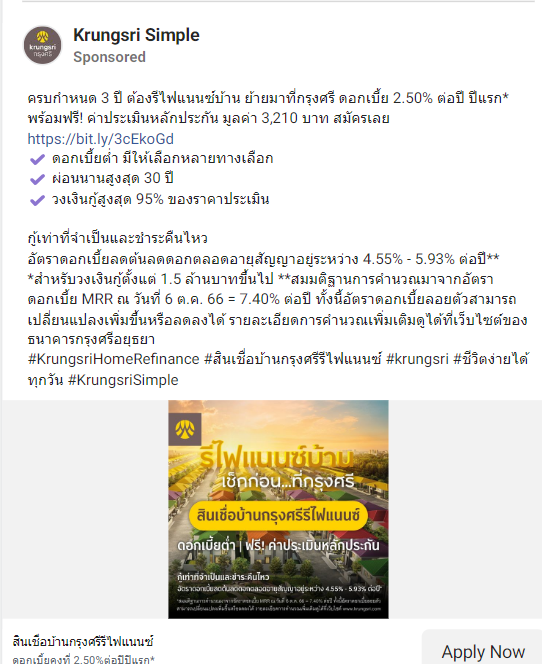 Krungsri Simple
Sponsored
krungsri
กรุงศรี
ครบกำหนด 3 ปี ต้องรีไฟแนนซ์บ้าน ย้ายมาที่กรุงศรี ดอกเบี้ย 2.50% ต่อปี ปีแรก*
พร้อมฟรี! ค่าประเมินหลักประกัน มูลค่า 3,210 บาท สมัครเลย
https://bit.ly/3cEkoGd
✓ ดอกเบี้ยต่ำ มีให้เลือกหลายทางเลือก
✓ ผ่อนนานสูงสุด 30 ปี
✓ วงเงินกู้สูงสุด 95% ของราคาประเมิน
กู้เท่าที่จำเป็นและชำระคืนไหว
อัตราดอกเบี้ยลดต้นลดดอกตลอดอายุสัญญาอยู่ระหว่าง 4.55% - 5.93% ต่อปี**
*สำหรับวงเงินกู้ตั้งแต่ 1.5 ล้านบาทขึ้นไป **สมมติฐานการคำนวณมาจากอัตรา
ดอกเบี้ย MRR ณ วันที่ 6 ต.ค. 66 = 7.40% ต่อปี ทั้งนี้อัตราดอกเบี้ยลอยตัวสามารถ
เปลี่ยนแปลงเพิ่มขึ้นหรือลดลงได้ รายละเอียดการคำนวณเพิ่มเติมดูได้ที่เว็บไซต์ของ
ธนาคารกรุงศรีอยุธยา
#KrungsriHomeRefinance #สินเชื่อบ้านกรุงศรีรีไฟแนนซ์ #krungsri #ชีวิตง่ายได้
ทุกวัน #KrungsriSimple
รีไฟแนนซ์บ้าน
เช็กก่อน...ที่กรุงศรี
สินเชื่อบ้านกรุงศรีรีไฟแนนซ์
ดอกเบี้ยต่ำ | ฟรี! ค่าประเมินหลักประกัน
กู้เท่าที่จำเป็นและชำระคืนไหว
อัตราดอกเบี้ยลดต้นลดดอกตลอดอายุสัญญาอยู่ระหว่าง 4.55% - 5.93% ต่อปี*
สินเชื่อบ้านกรุงศรีรีไฟแนนซ์
ดอกเบี้ยคงที่ 2.50%ต่อปีปีแรก*
Apply Now